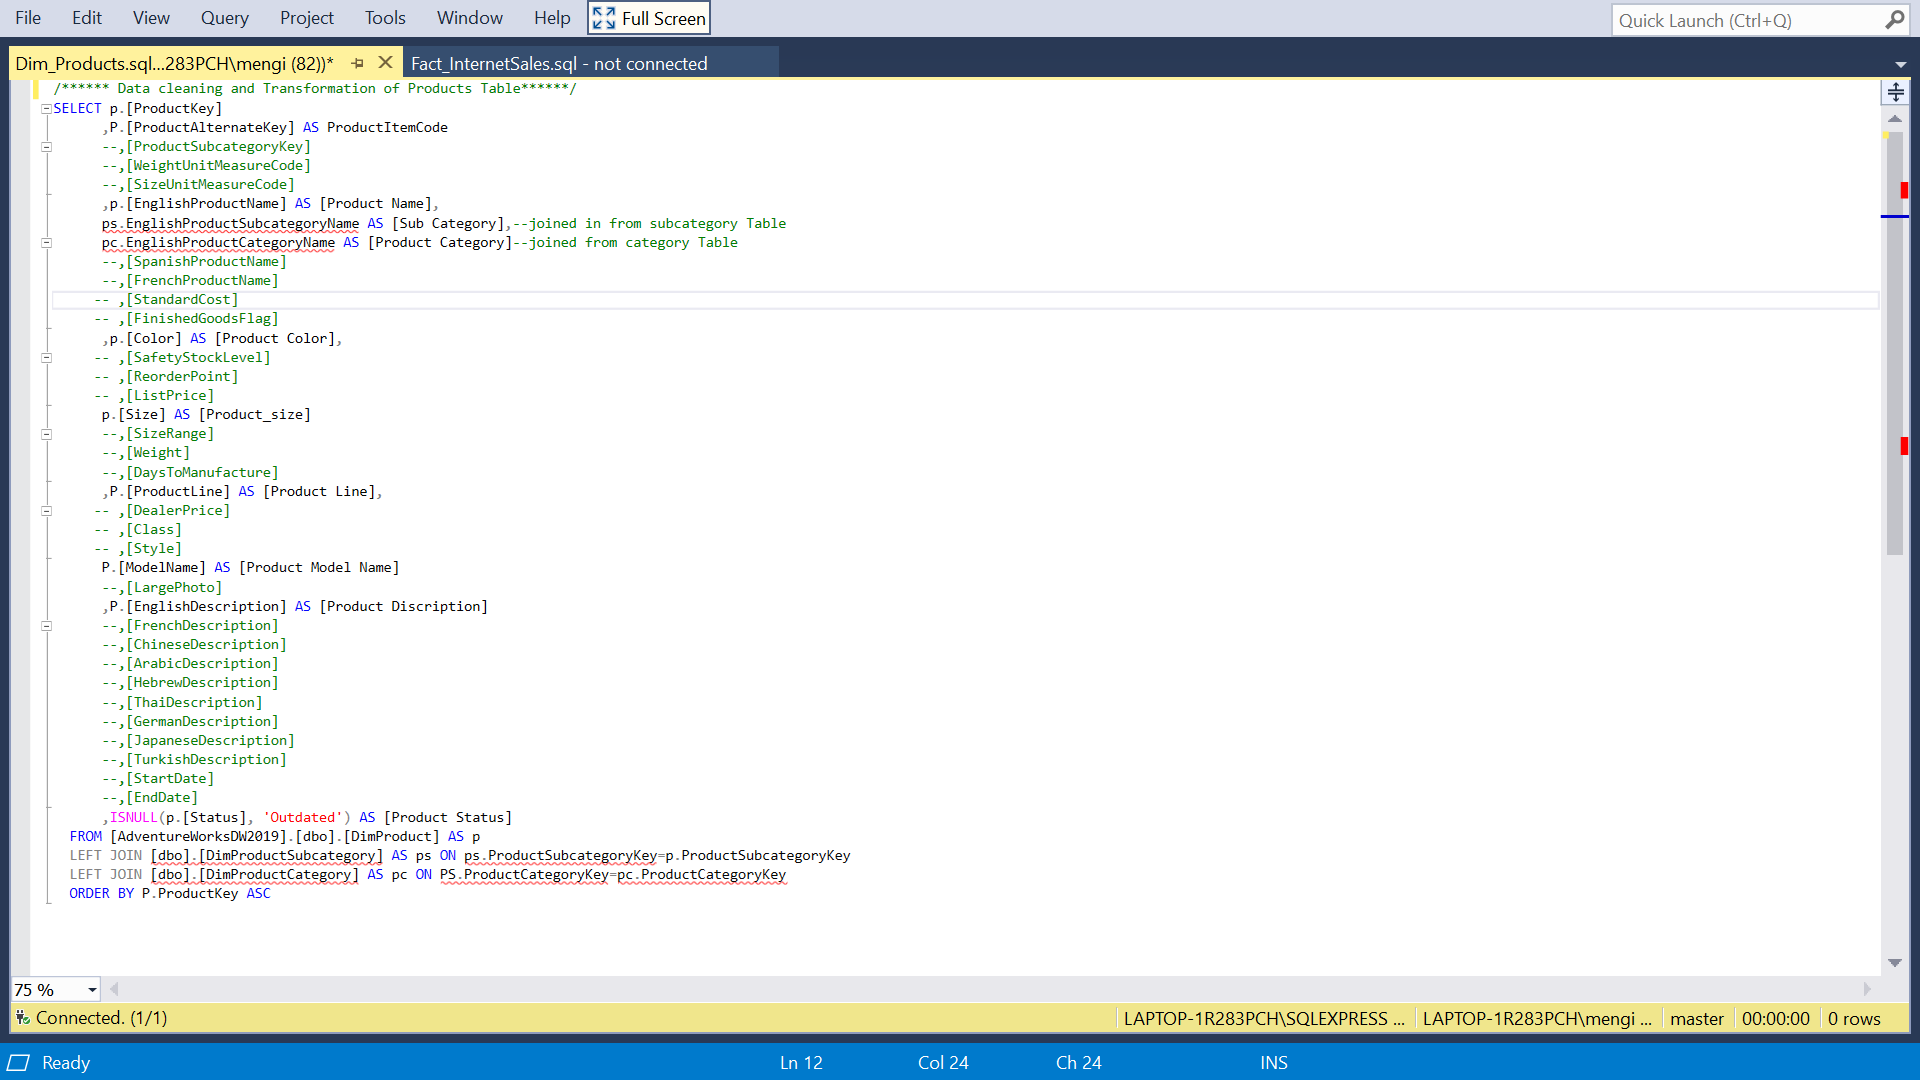 File Edit View Query Project Tools Window Help Full Screen Quick Launch (Ctrl+Q)
Dim_Products.sql...283PCH\mengi (82))* Fact_InternetSales.sql - not connected
/****** Data cleaning and Transformation of Products Table******/
SELECT p.[ProductKey]
,P.[ProductAlternateKey] AS ProductItemCode
--,[ProductSubcategoryKey]
--,[WeightUnitMeasureCode]
--,[SizeUnitMeasureCode]
,p.[EnglishProductName] AS [Product Name],
ps.EnglishProductSubcategoryName AS [Sub Category],--joined in from subcategory Table
pc.EnglishProductCategoryName AS [Product Category]--joined from category Table
--,[SpanishProductName]
--,[FrenchProductName]
-- ,[StandardCost]
-- ,[FinishedGoodsFlag]
,p.[Color] AS [Product Color],
-- ,[SafetyStockLevel]
-- ,[ReorderPoint]
-- ,[ListPrice]
p.[Size] AS [Product_size]
--,[SizeRange]
--,[Weight]
--,[DaysToManufacture]
,P.[ProductLine] AS [Product Line],
-- ,[DealerPrice]
-- ,[Class]
-- ,[Style]
P.[ModelName] AS [Product Model Name]
--,[LargePhoto]
,P.[EnglishDescription] AS [Product Discription]
--,[FrenchDescription]
--,[ChineseDescription]
--,[ArabicDescription]
--,[HebrewDescription]
--,[ThaiDescription]
--,[GermanDescription]
--,[JapaneseDescription]
--,[TurkishDescription]
--,[StartDate]
--,[EndDate]
,ISNULL(p.[Status], 'Outdated') AS [Product Status]
FROM [AdventureWorksDW2019].[dbo].[DimProduct] AS p
LEFT JOIN [dbo].[DimProductSubcategory] AS ps ON ps.ProductSubcategoryKey=p.ProductSubcategoryKey
LEFT JOIN [dbo].[DimProductCategory] AS pc ON PS.ProductCategoryKey=pc.ProductCategoryKey
ORDER BY P.ProductKey ASC
75 %
Connected. (1/1) LAPTOP-1R283PCH\SQLEXPRESS ... LAPTOP-1R283PCH\mengi ... master 00:00:00 0 rows
Ready Ln 12 Col 24 Ch 24 INS